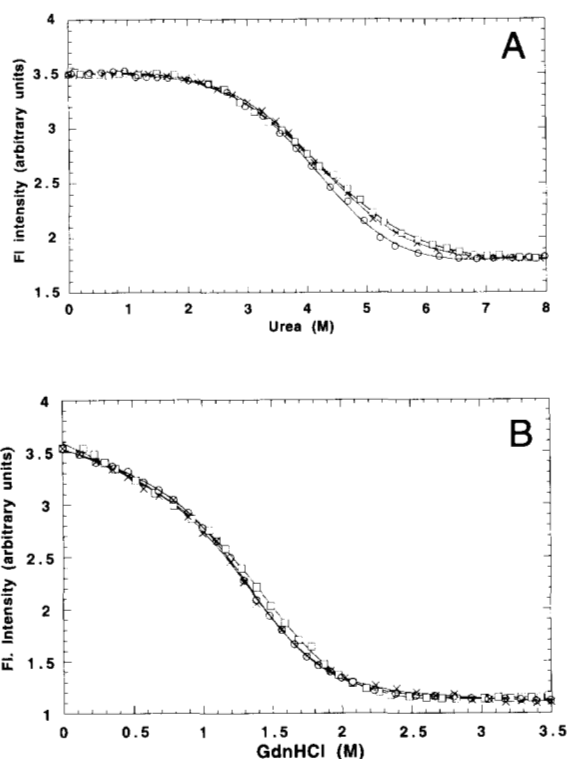 4
A
3.5
3
2.5
2
1.5
Fl intensity (arbitrary units)
0 1 2 3 4 5 6 7 8
Urea (M)
4
B
3.5
3
2.5
2
1.5
1
Fl. Intensity (arbitrary units)
0 0.5 1 1.5 2 2.5 3 3.5
GdnHCl (M)